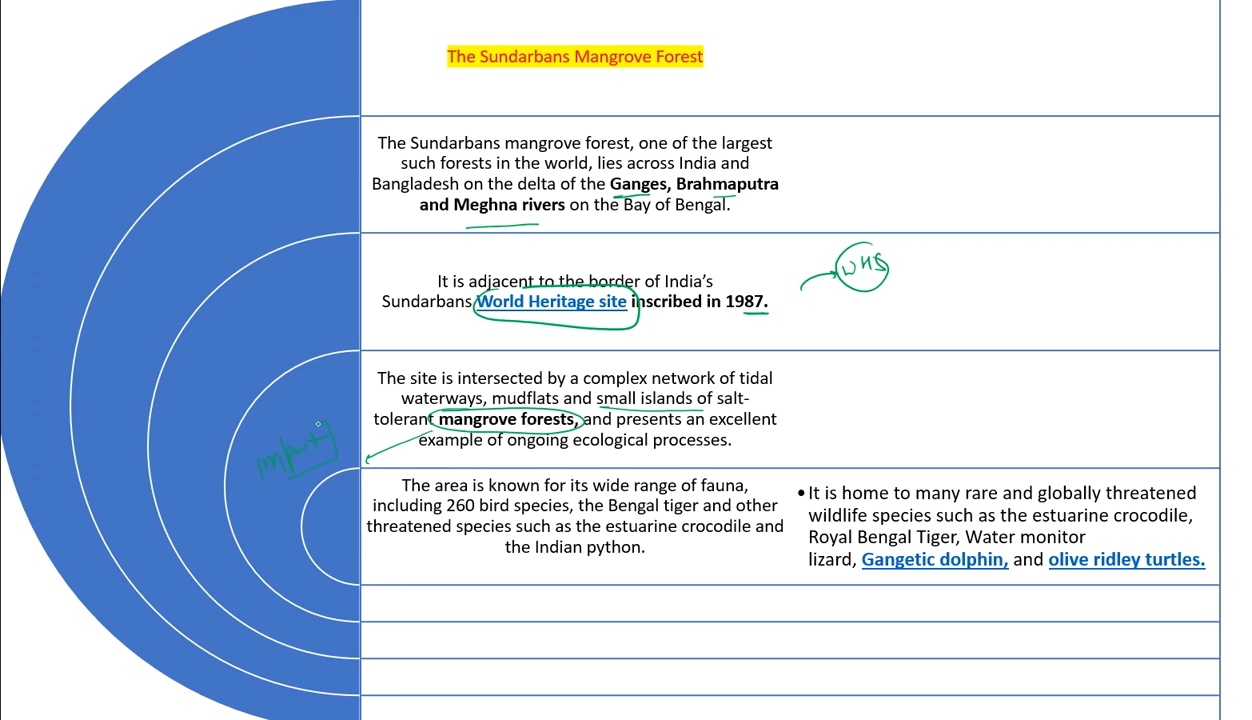 The Sundarbans Mangrove Forest
The Sundarbans mangrove forest, one of the largest
such forests in the world, lies across India and
Bangladesh on the delta of the Ganges, Brahmaputra
and Meghna rivers on the Bay of Bengal.
It is adjacent to the border of India’s
Sundarbans World Heritage site inscribed in 1987.
WHS
The site is intersected by a complex network of tidal
waterways, mudflats and small islands of salt-
tolerant mangrove forests, and presents an excellent
example of ongoing ecological processes.
The area is known for its wide range of fauna,
including 260 bird species, the Bengal tiger and other
threatened species such as the estuarine crocodile and
the Indian python.
•It is home to many rare and globally threatened
wildlife species such as the estuarine crocodile,
Royal Bengal Tiger, Water monitor
lizard, Gangetic dolphin, and olive ridley turtles.